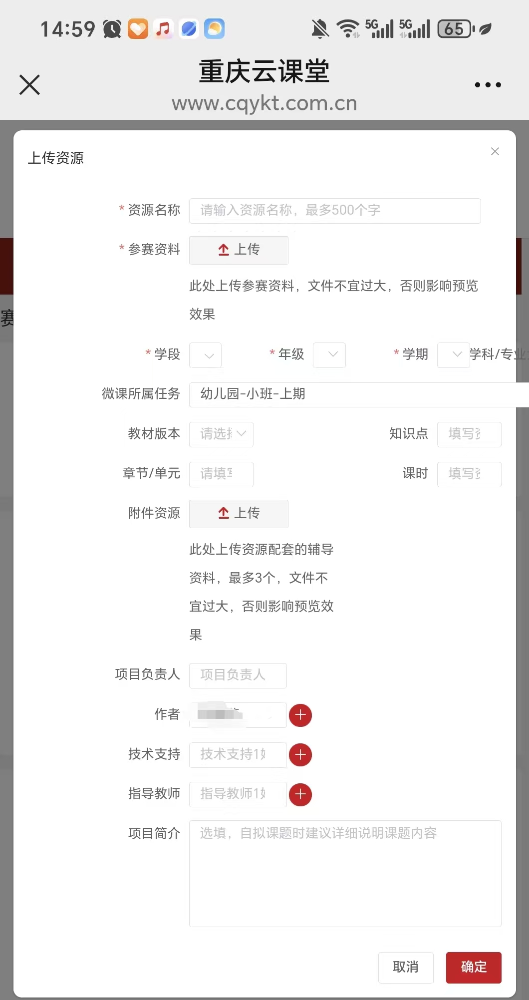 14:59
5G 5G 65
重庆云课堂
www.cqykt.com.cn
上传资源
* 资源名称 请输入资源名称，最多500个字
* 参赛资料 上传
此处上传参赛资料，文件不宜过大，否则影响预览
效果
赛
* 学段 * 年级 * 学期 学科/专业
微课所属任务 幼儿园-小班-上期
教材版本 请选 知识点 填写
章节/单元 请填 课时 填写
附件资源 上传
此处上传资源配套的辅导
资料，最多3个，文件不
宜过大，否则影响预览效
果
项目负责人 项目负责人
作者
技术支持 技术支持1
指导教师 指导教师1
项目简介 选填，自拟课题时建议详细说明课题内容
取消 确定